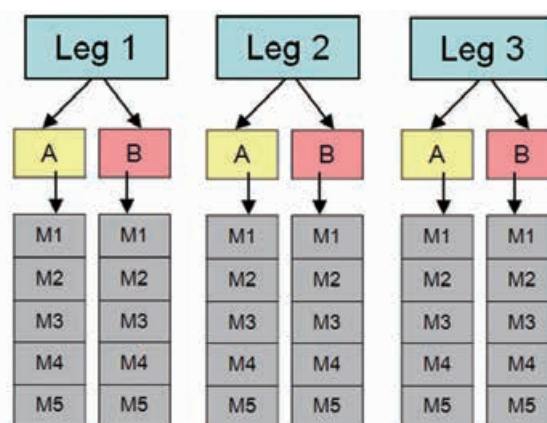 Leg 1 Leg 2 Leg 3
A B A B A B
M1 M1 M1 M1 M1 M1
M2 M2 M2 M2 M2 M2
M3 M3 M3 M3 M3 M3
M4 M4 M4 M4 M4 M4
M5 M5 M5 M5 M5 M5